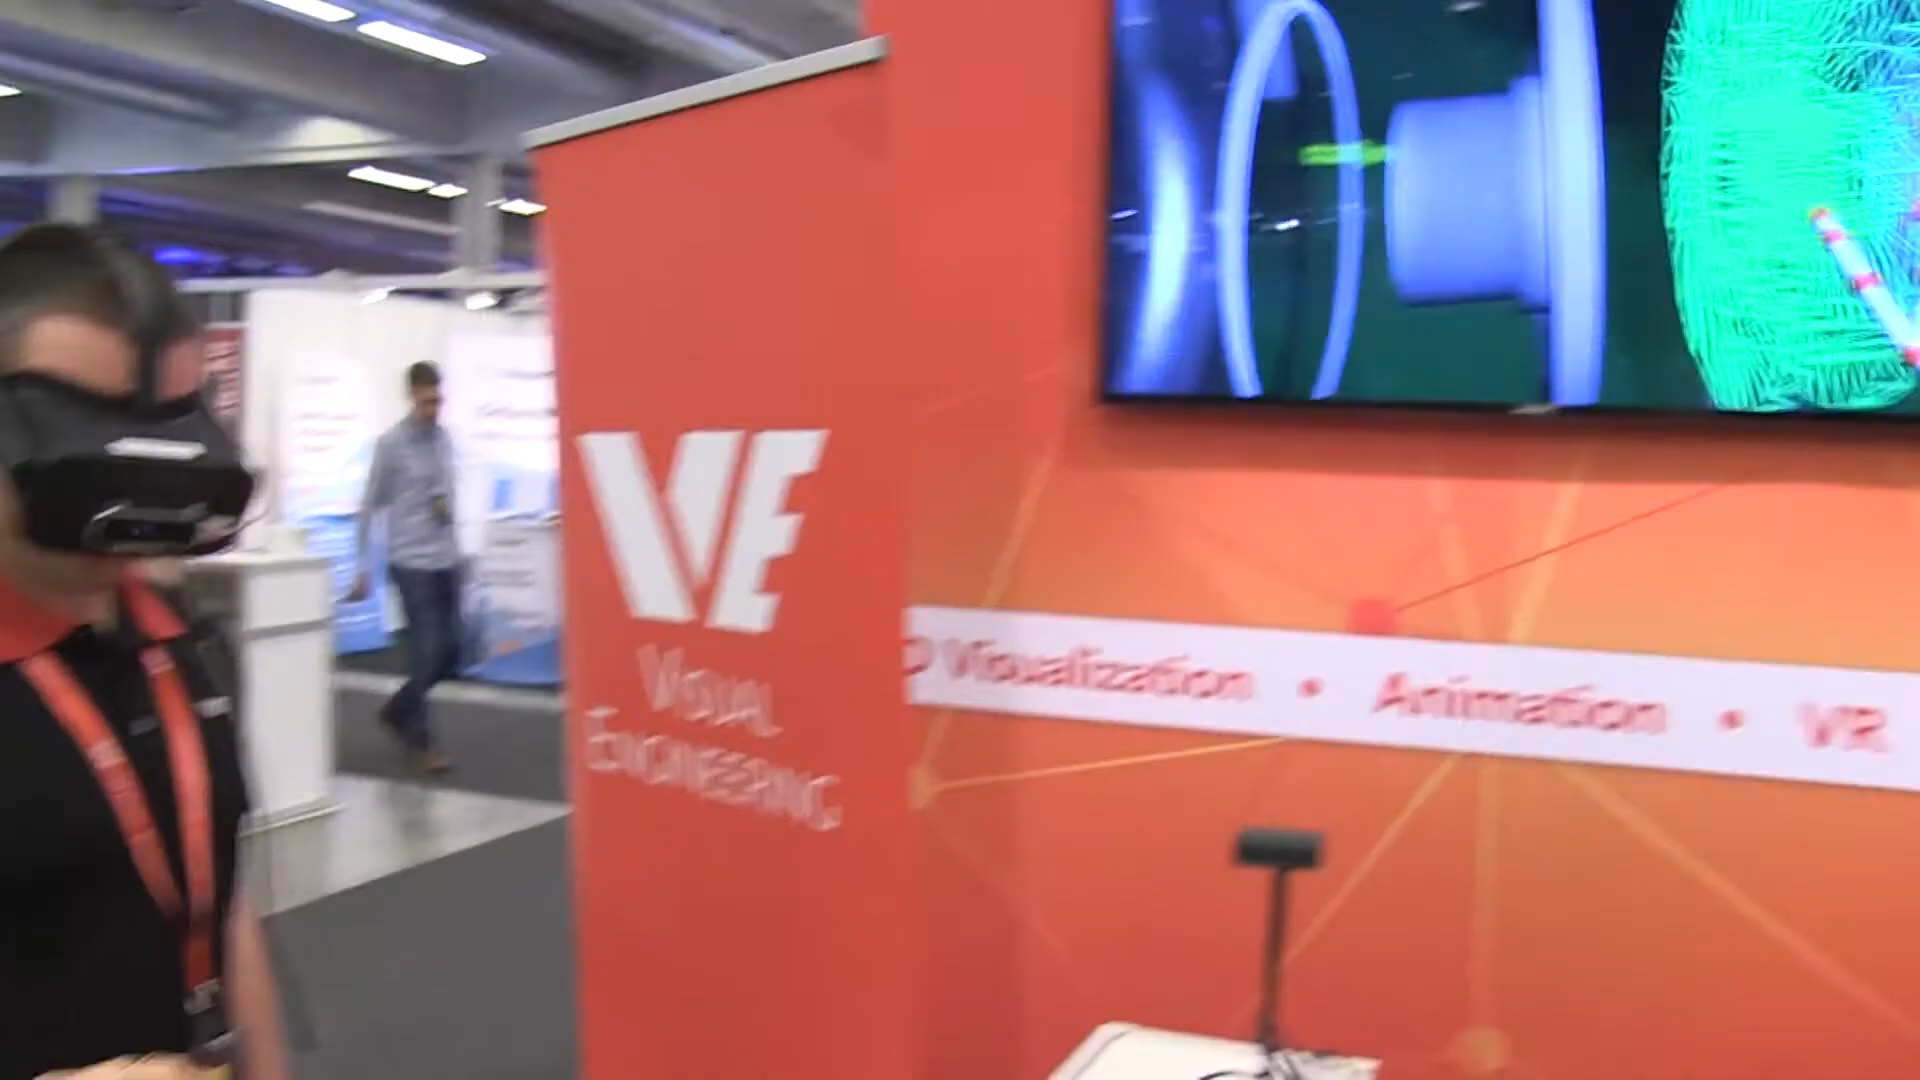 VE
VISUAL
ENGINEERING
D Visualization • Animation • VR